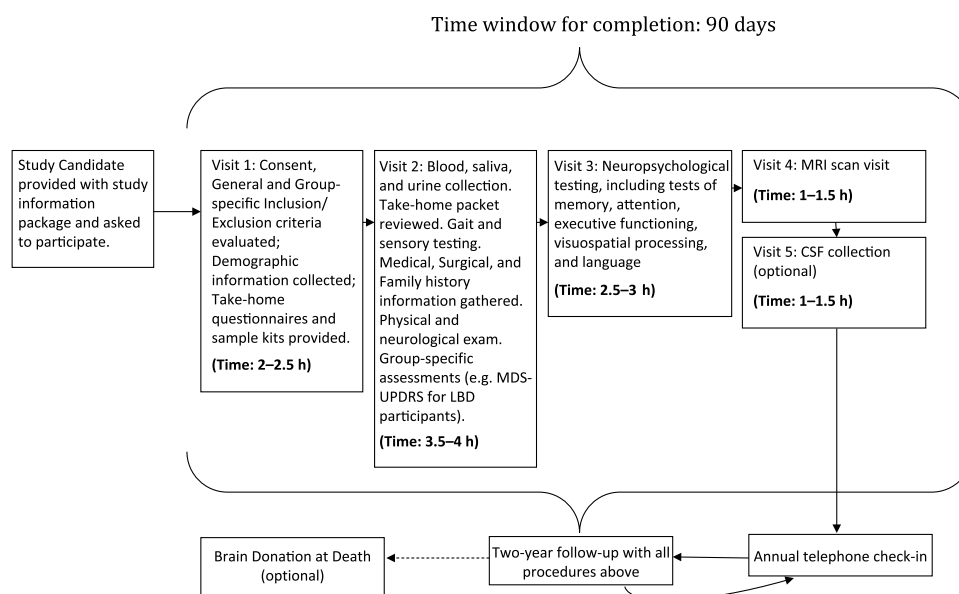 Time window for completion: 90 days
Study Candidate
provided with study
information
package and asked
to participate.
Visit 1: Consent,
General and Group-
specific Inclusion/
Exclusion criteria
evaluated;
Demographic
information collected;
Take-home
questionnaires and
sample kits provided.
(Time: 2–2.5 h)
Visit 2: Blood, saliva,
and urine collection.
Take-home packet
reviewed. Gait and
sensory testing.
Medical, Surgical, and
Family history
information gathered.
Physical and
neurological exam.
Group-specific
assessments (e.g. MDS-
UPDRS for LBD
participants).
(Time: 3.5–4 h)
Visit 3: Neuropsychological
testing, including tests of
memory, attention,
executive functioning,
visuospatial processing,
and language
(Time: 2.5–3 h)
Visit 4: MRI scan visit
(Time: 1–1.5 h)
Visit 5: CSF collection
(optional)
(Time: 1–1.5 h)
Brain Donation at Death
(optional)
Two-year follow-up with all
procedures above
Annual telephone check-in